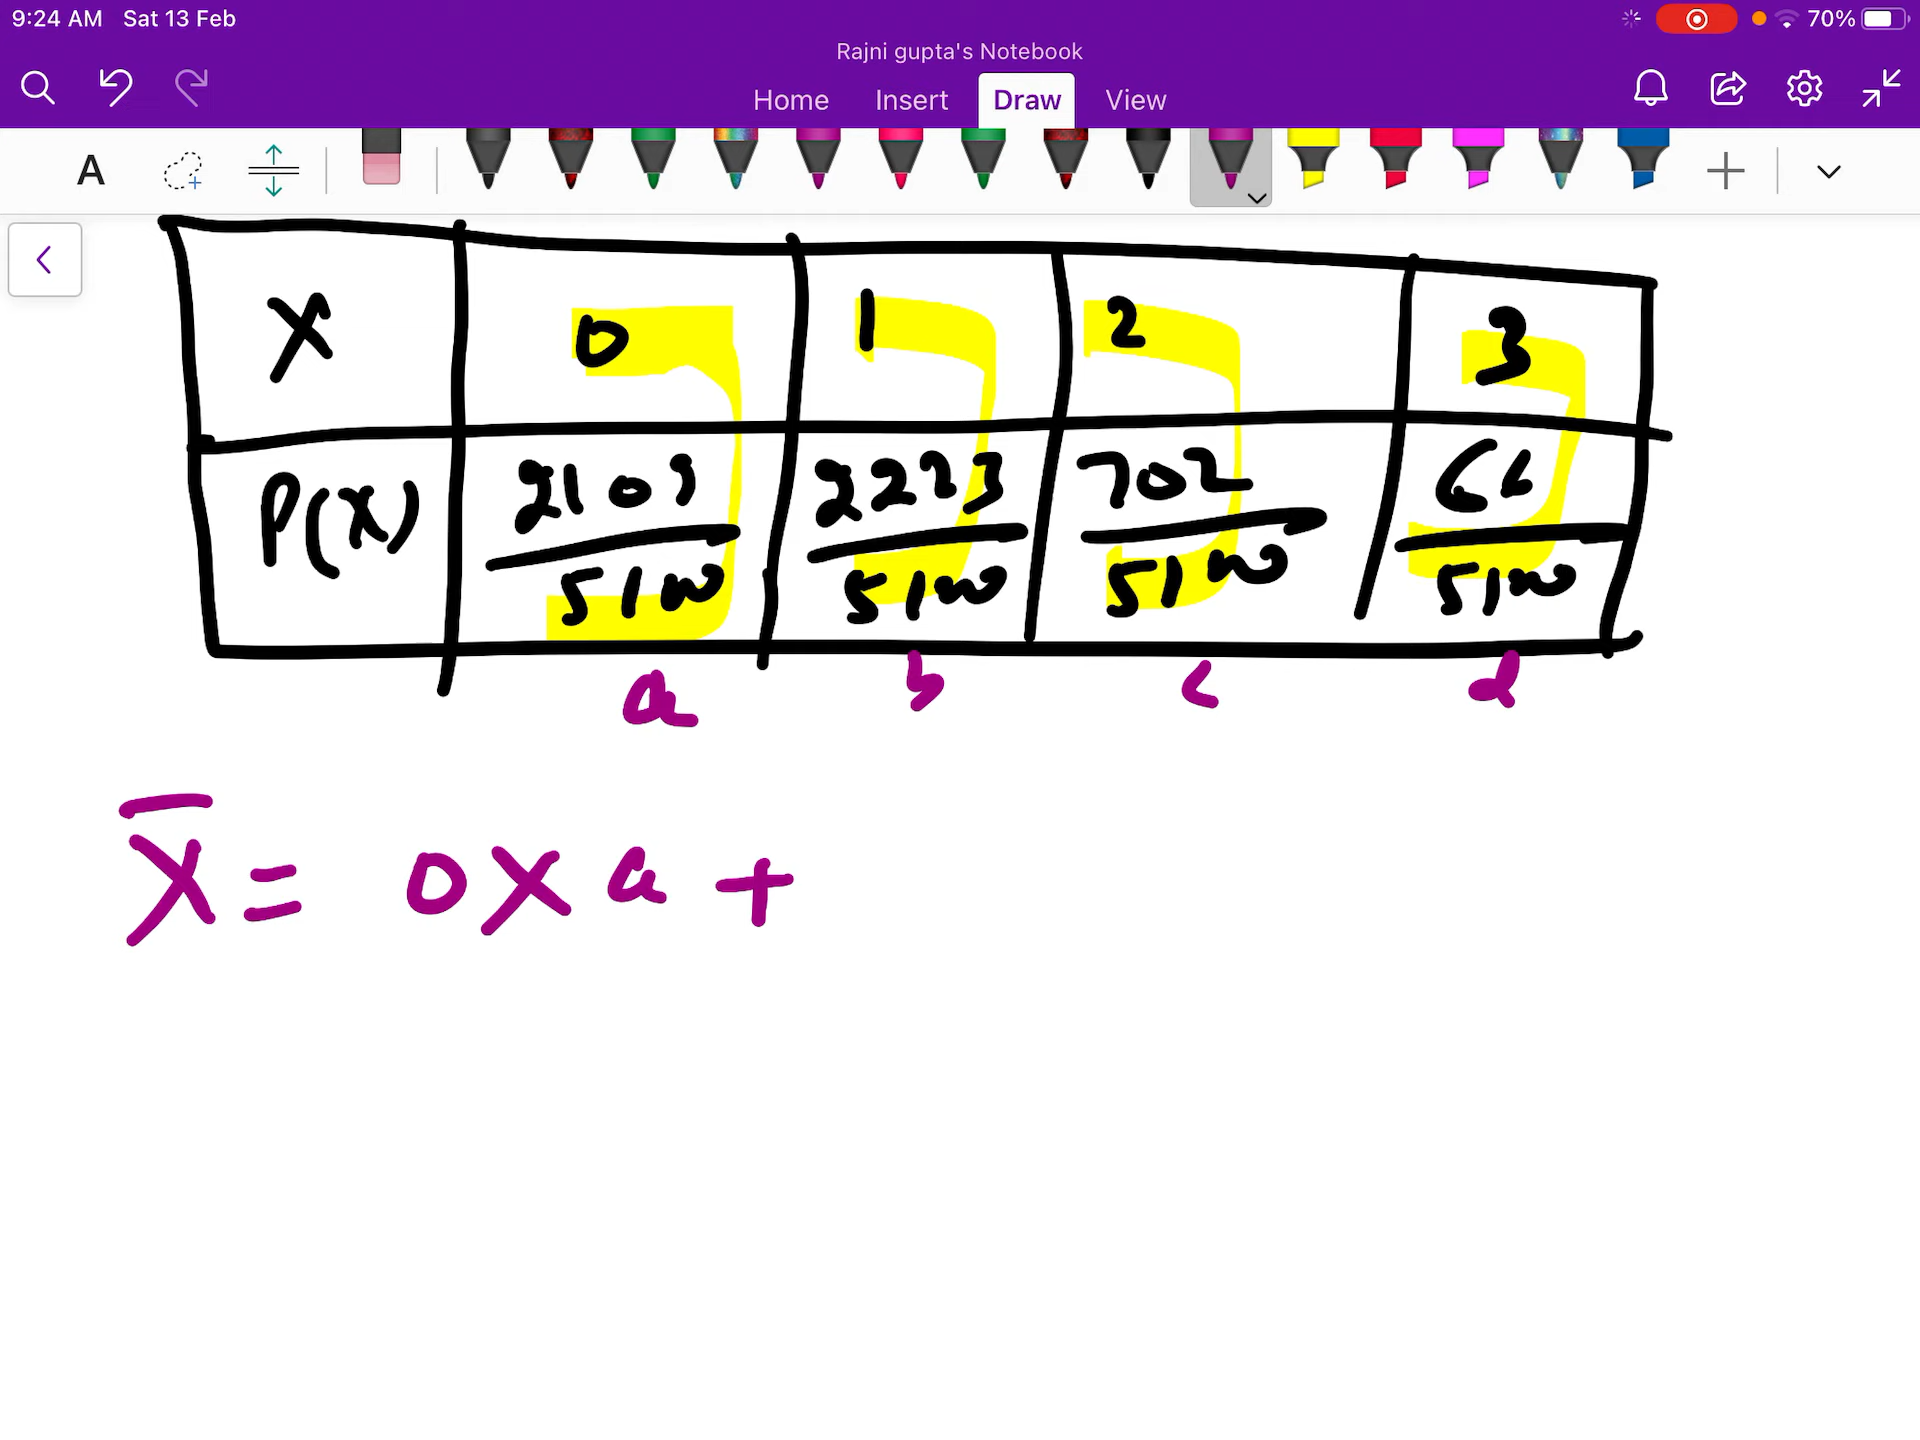 9:24 AM Sat 13 Feb
70%
Rajni gupta's Notebook
Home Insert Draw View
A
X 0 1 2 3
P(X) 2109/5100 2223/5100 702/5100 66/5100
a b c d
X̄ = 0 X a +